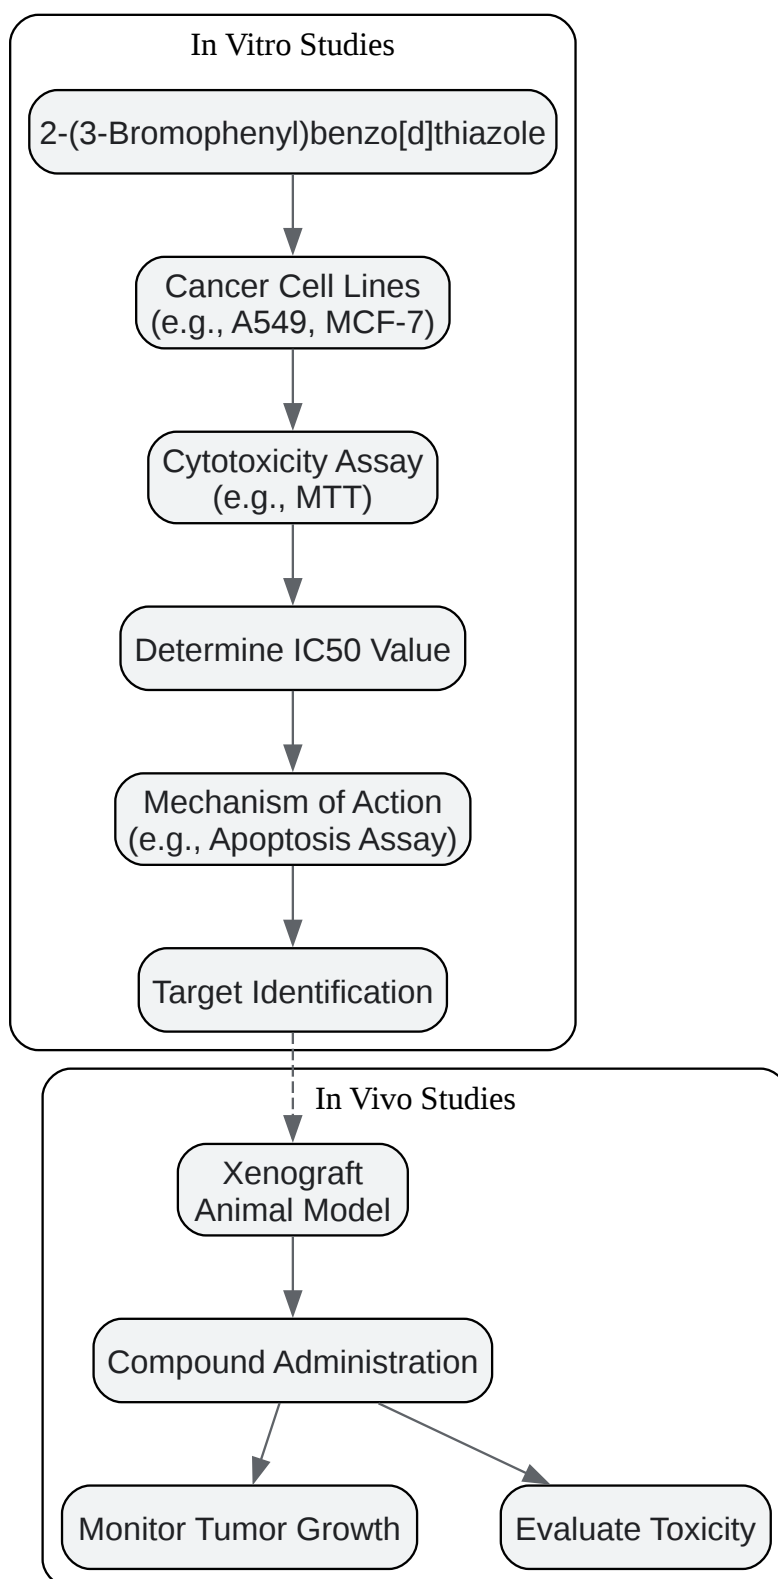 In Vitro Studies
2-(3-Bromophenyl)benzo[d]thiazole
Cancer Cell Lines
(e.g., A549, MCF-7)
Cytotoxicity Assay
(e.g., MTT)
Determine IC50 Value
Mechanism of Action
(e.g., Apoptosis Assay)
Target Identification
In Vivo Studies
Xenograft
Animal Model
Compound Administration
Monitor Tumor Growth
Evaluate Toxicity